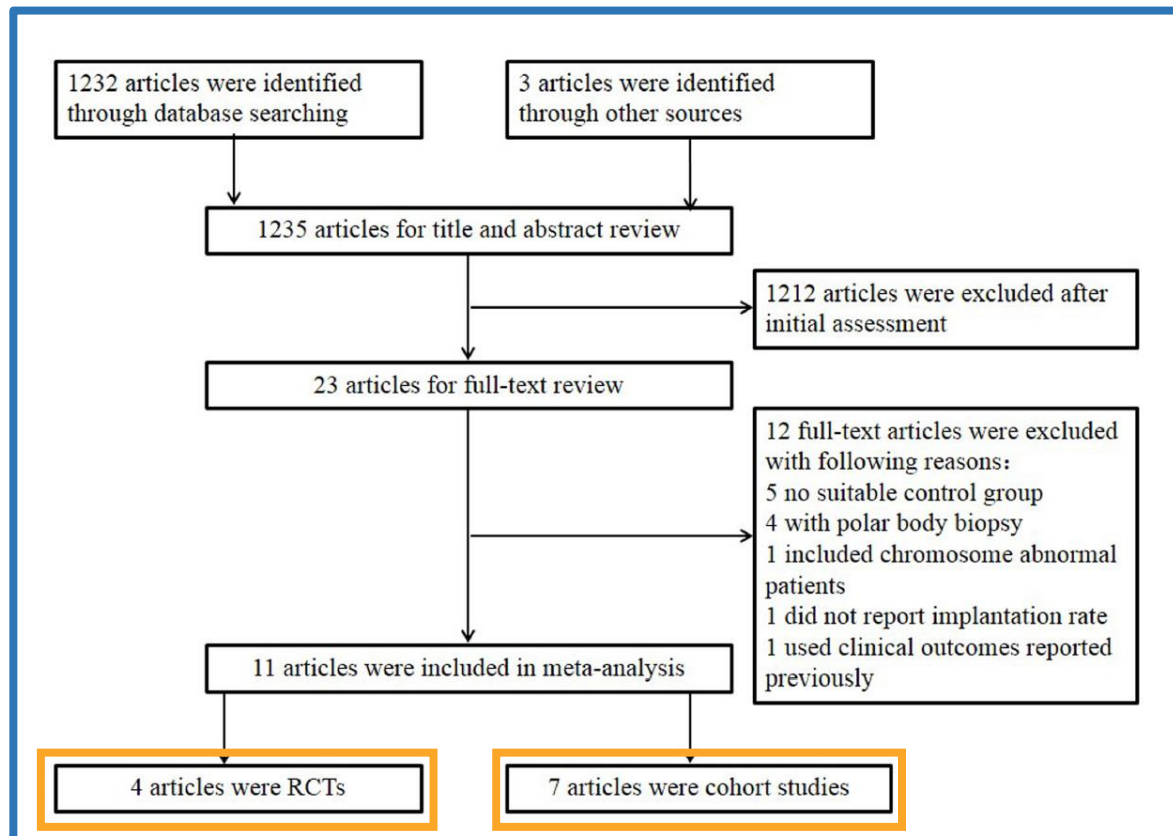 1232 articles were identified
through database searching
3 articles were identified
through other sources
1235 articles for title and abstract review
1212 articles were excluded after
initial assessment
23 articles for full-text review
12 full-text articles were excluded
with following reasons：
5 no suitable control group
4 with polar body biopsy
1 included chromosome abnormal
patients
1 did not report implantation rate
1 used clinical outcomes reported
previously
11 articles were included in meta-analysis
4 articles were RCTs
7 articles were cohort studies